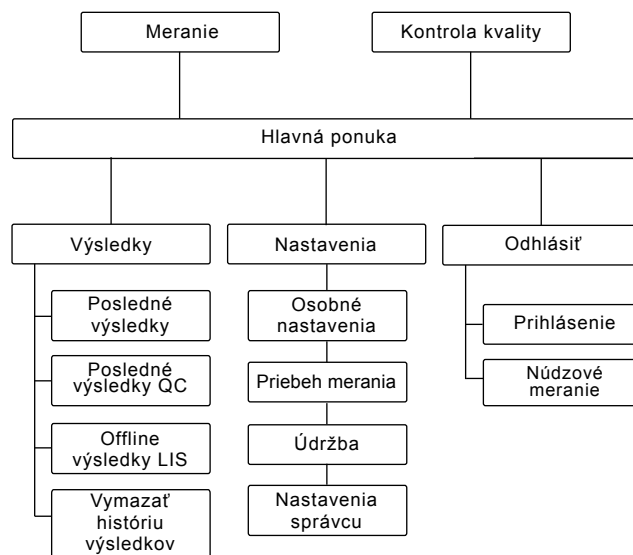 Meranie
Kontrola kvality
Hlavná ponuka
Výsledky
Nastavenia
Odhlásiť
Posledné
výsledky
Posledné
výsledky QC
Offline
výsledky LIS
Vymazať
históriu
výsledkov
Osobné
nastavenia
Priebeh merania
Údržba
Nastavenia
správcu
Prihlásenie
Núdzové
meranie